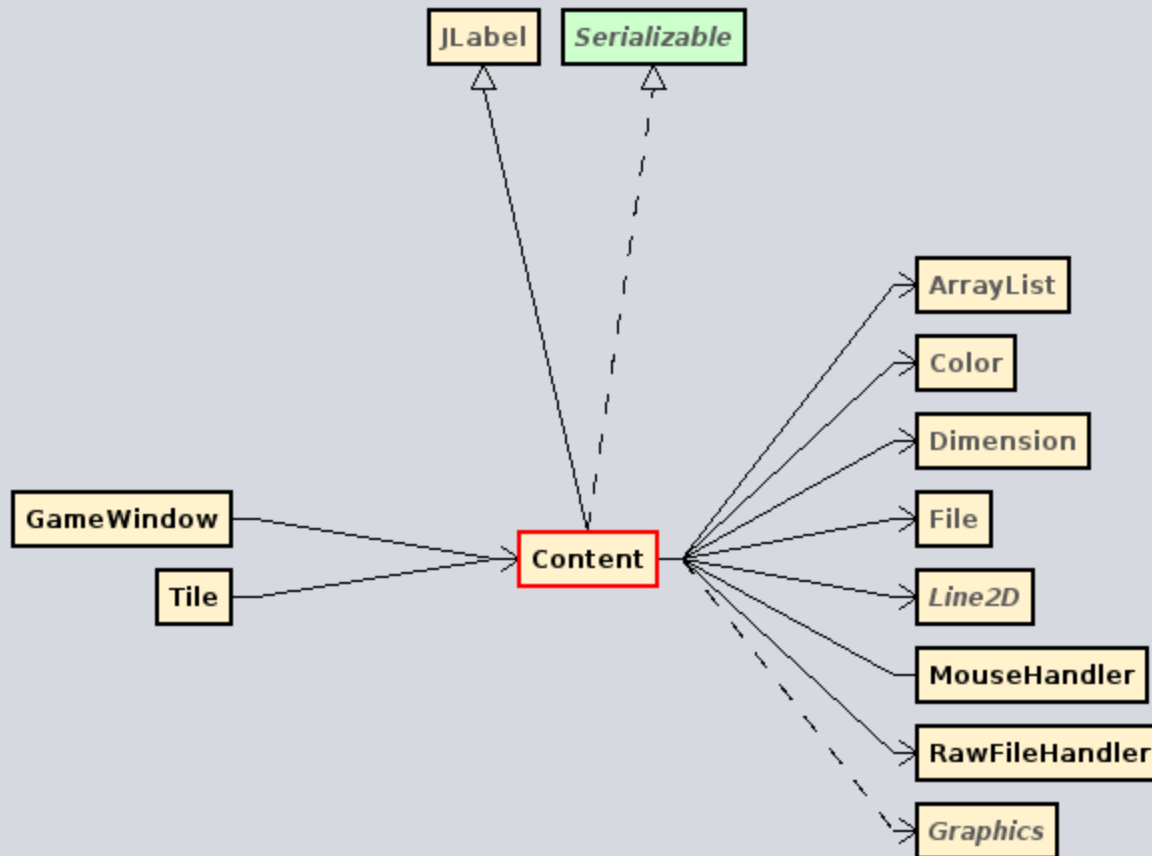 JLabel
Serializable
ArrayList
Color
Dimension
GameWindow
File
Content
Tile
Line2D
MouseHandler
RawFileHandler
Graphics